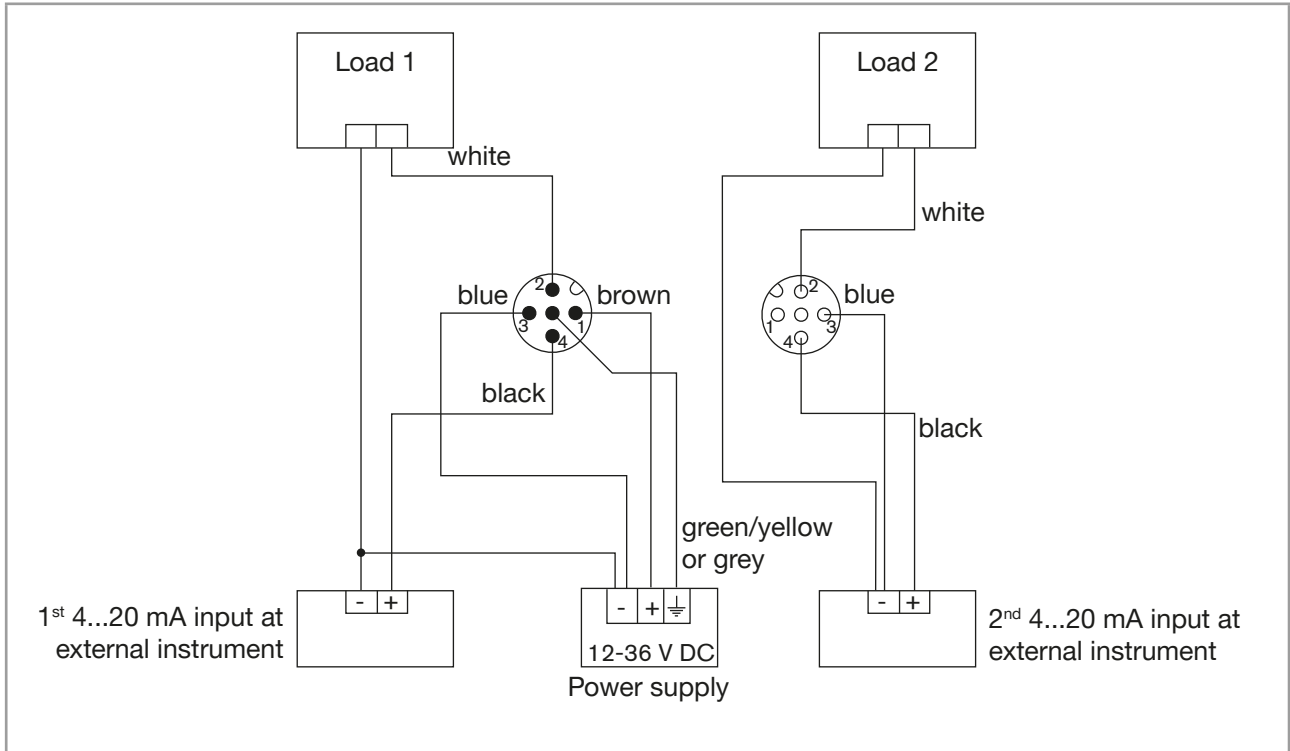 Load 1
Load 2
white
white
blue
2
brown
3
1
4
2
blue
1
3
4
black
black
green/yellow
or grey
1st 4...20 mA input at
external instrument
- +
- + ⏚
12-36 V DC
Power supply
- +
2nd 4...20 mA input at
external instrument